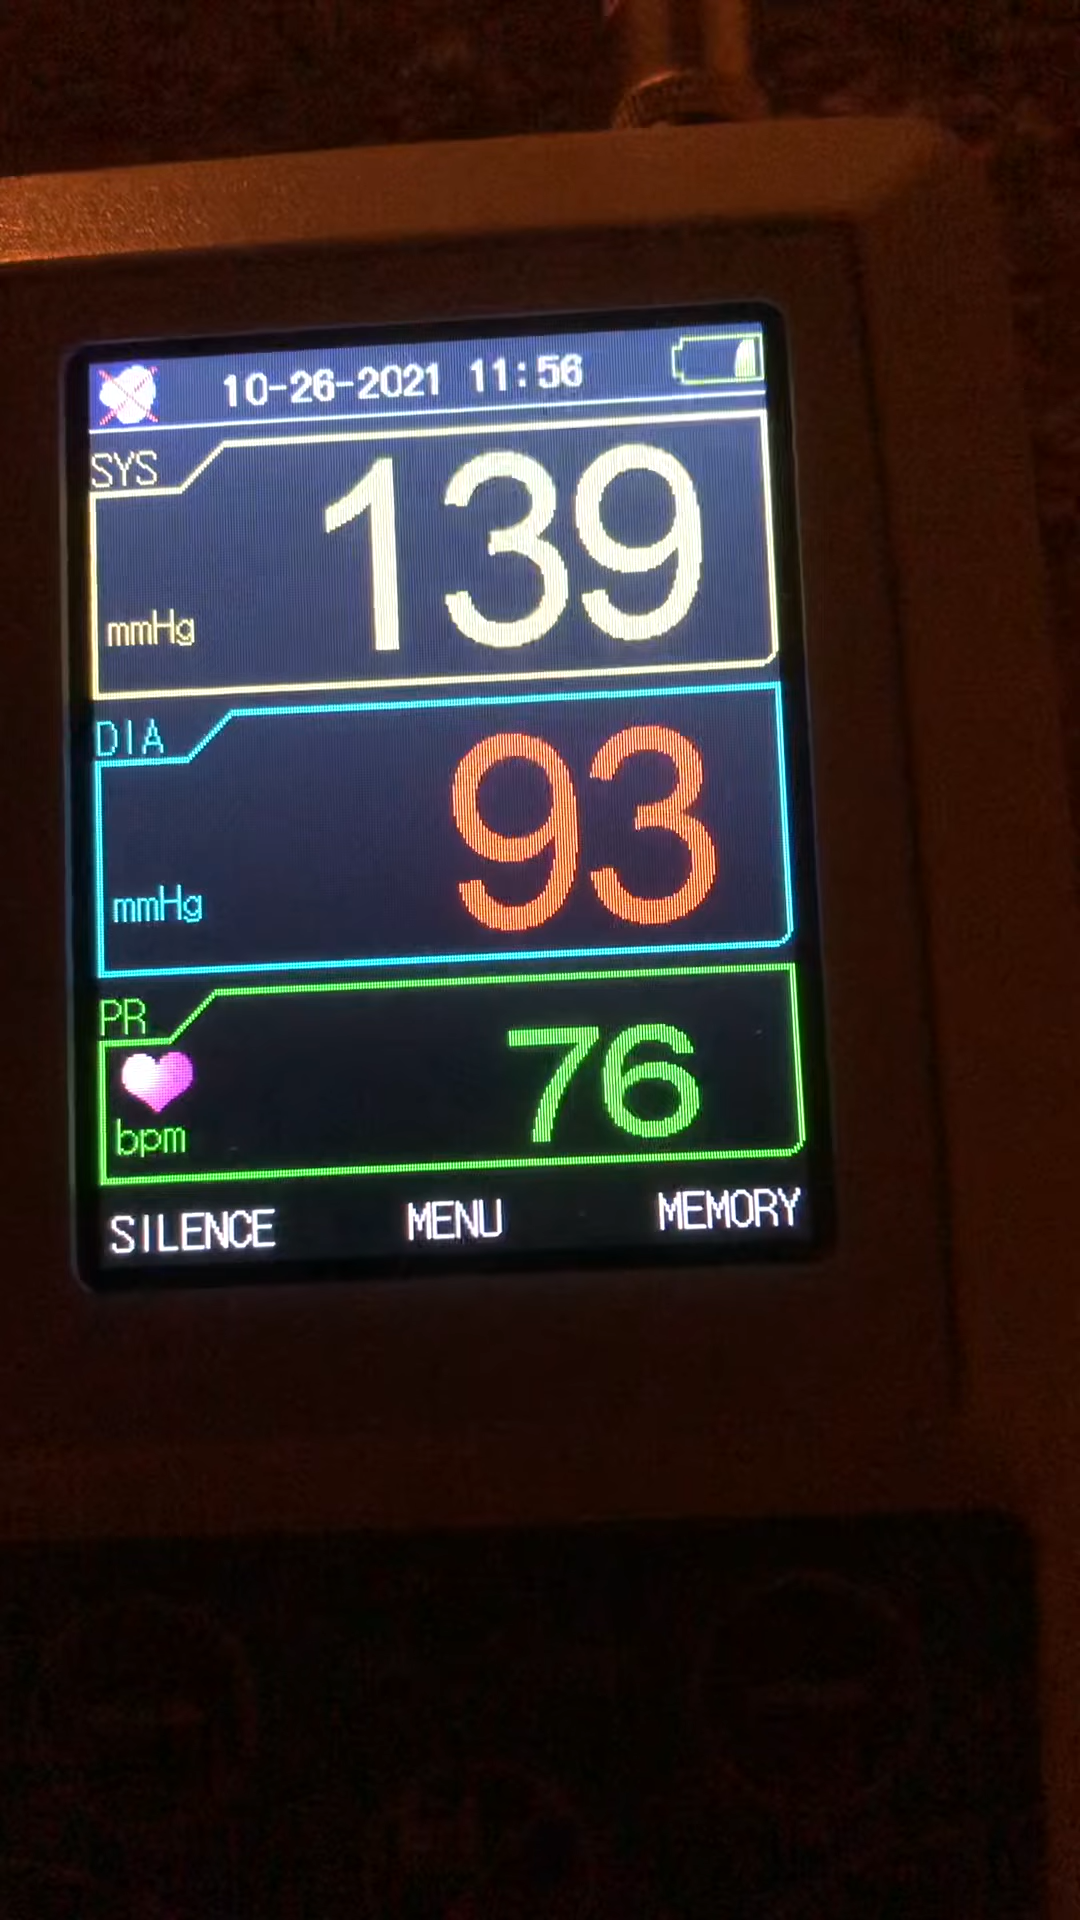 10-26-2021 11:56
SYS
139
mmHg
DIA
93
mmHg
PR
76
bpm
SILENCE MENU MEMORY